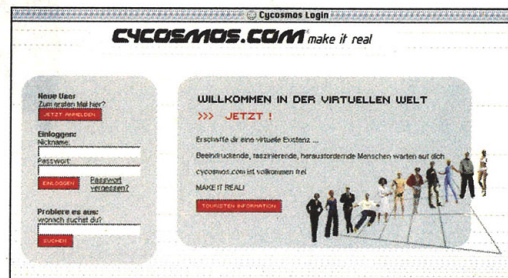 Cycosmos Login
CYCOSMOS.COM make it real
Neue User
Zum ersten Mal hier?
JETZT ANMELDEN
Einloggen:
Nickname:
Passwort:
EINLOGGEN Passwort
vergessen?
Probiere es aus:
wonach suchst du?
SUCHEN
WILLKOMMEN IN DER VIRTUELLEN WELT
>>> JETZT !
Erschaffe dir eine virtuelle Existenz ...
Beeindruckende, faszinierende, herausfordernde Menschen warten auf dich
cycosmos.com ist vollkommen frei
MAKE IT REAL!
TOURISTEN INFORMATION